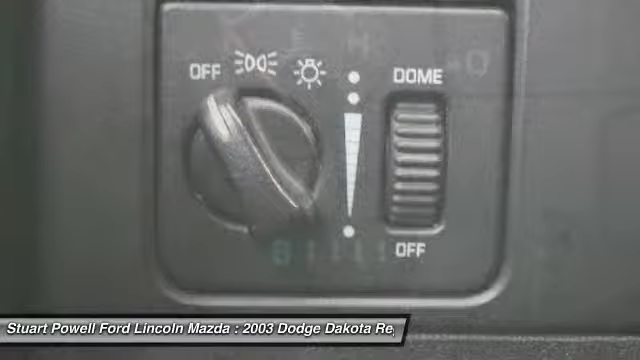 OFF
DOME
OFF
Stuart Powell Ford Lincoln Mazda : 2003 Dodge Dakota Re